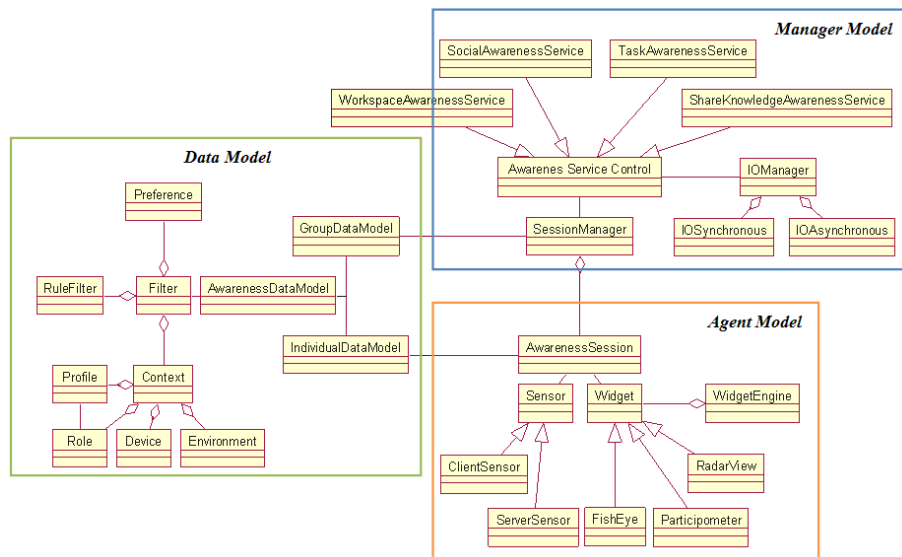 Manager Model
SocialAwarenessService
TaskAwarenessService
WorkspaceAwarenessService
ShareKnowledgeAwarenessService
Awarenes Service Control
IOManager
IOSynchronous
IOAsynchronous
SessionManager
Data Model
Preference
GroupDataModel
RuleFilter
Filter
AwarenessDataModel
IndividualDataModel
Profile
Context
Role
Device
Environment
Agent Model
AwarenessSession
Sensor
Widget
WidgetEngine
ClientSensor
RadarView
ServerSensor
FishEye
Participometer